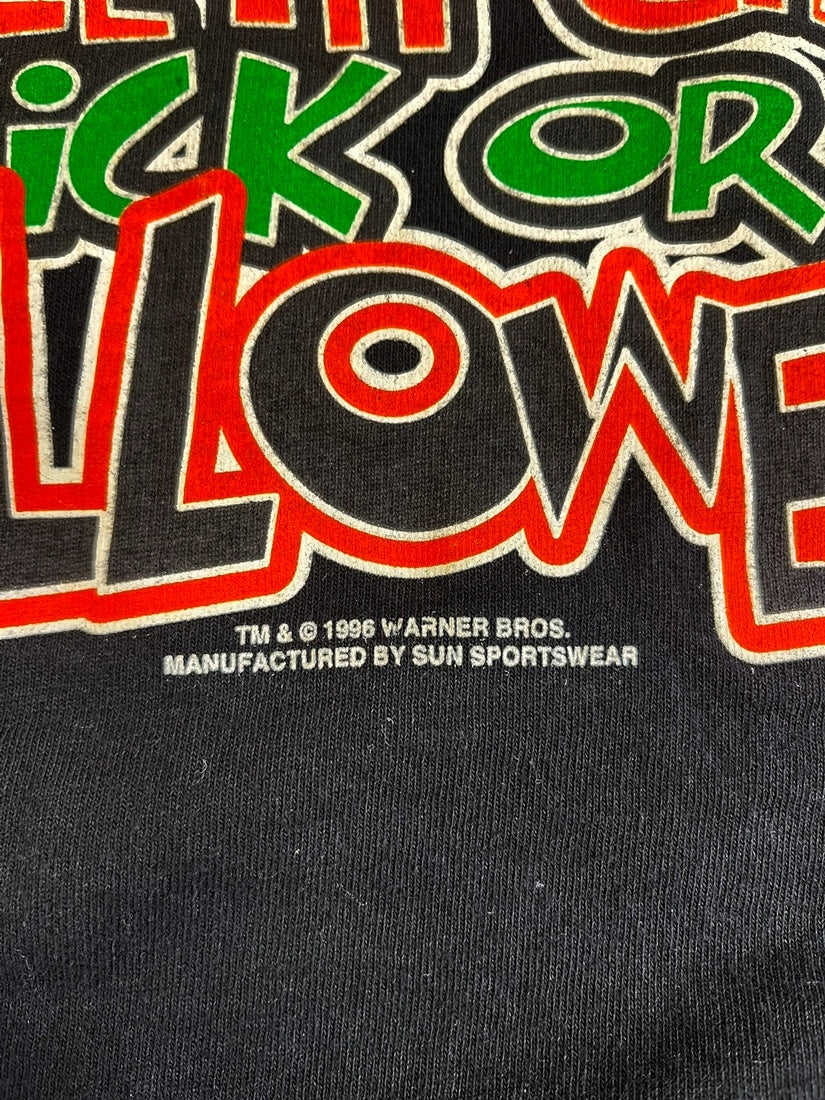 ICK OR
LLOWE
TM & © 1996 WARNER BROS.
MANUFACTURED BY SUN SPORTSWEAR